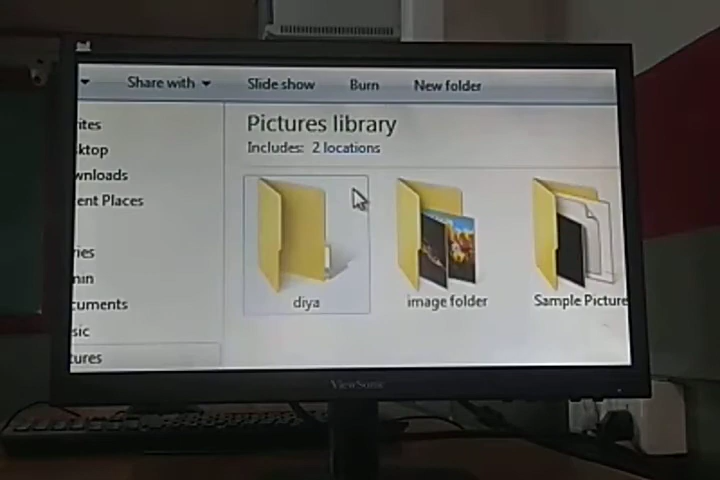 Share with Slide show Burn New folder
Pictures library
Includes: 2 locations
ites
ktop
wnloads
ent Places
ries
min
cuments
sic
tures
diya
image folder
Sample Picture
ViewSonic